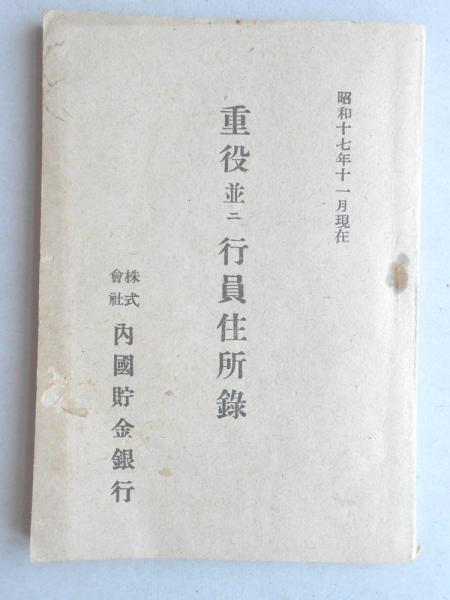 昭和十七年十一月現在
重役並ニ行員住所錄
株式會社內國貯金銀行